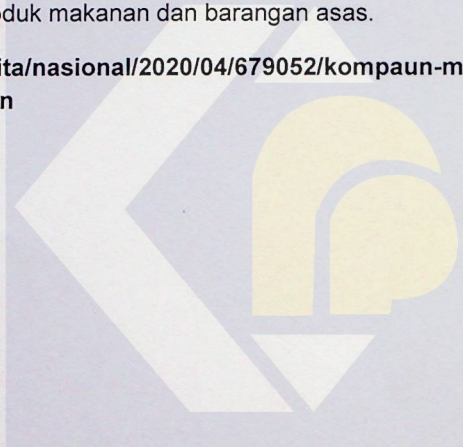 oduk makanan dan barangan asas.
ita/nasional/2020/04/679052/kompaun-m
n